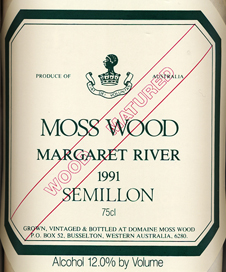 PRODUCE OF AUSTRALIA
MOSS WOOD
WOOD MATURED
MARGARET RIVER
1991
SEMILLON
75cl
GROWN, VINTAGED & BOTTLED AT DOMAINE MOSS WOOD
P.O. BOX 52, BUSSELTON, WESTERN AUSTRALIA, 6280.
Alcohol 12.0% by Volume